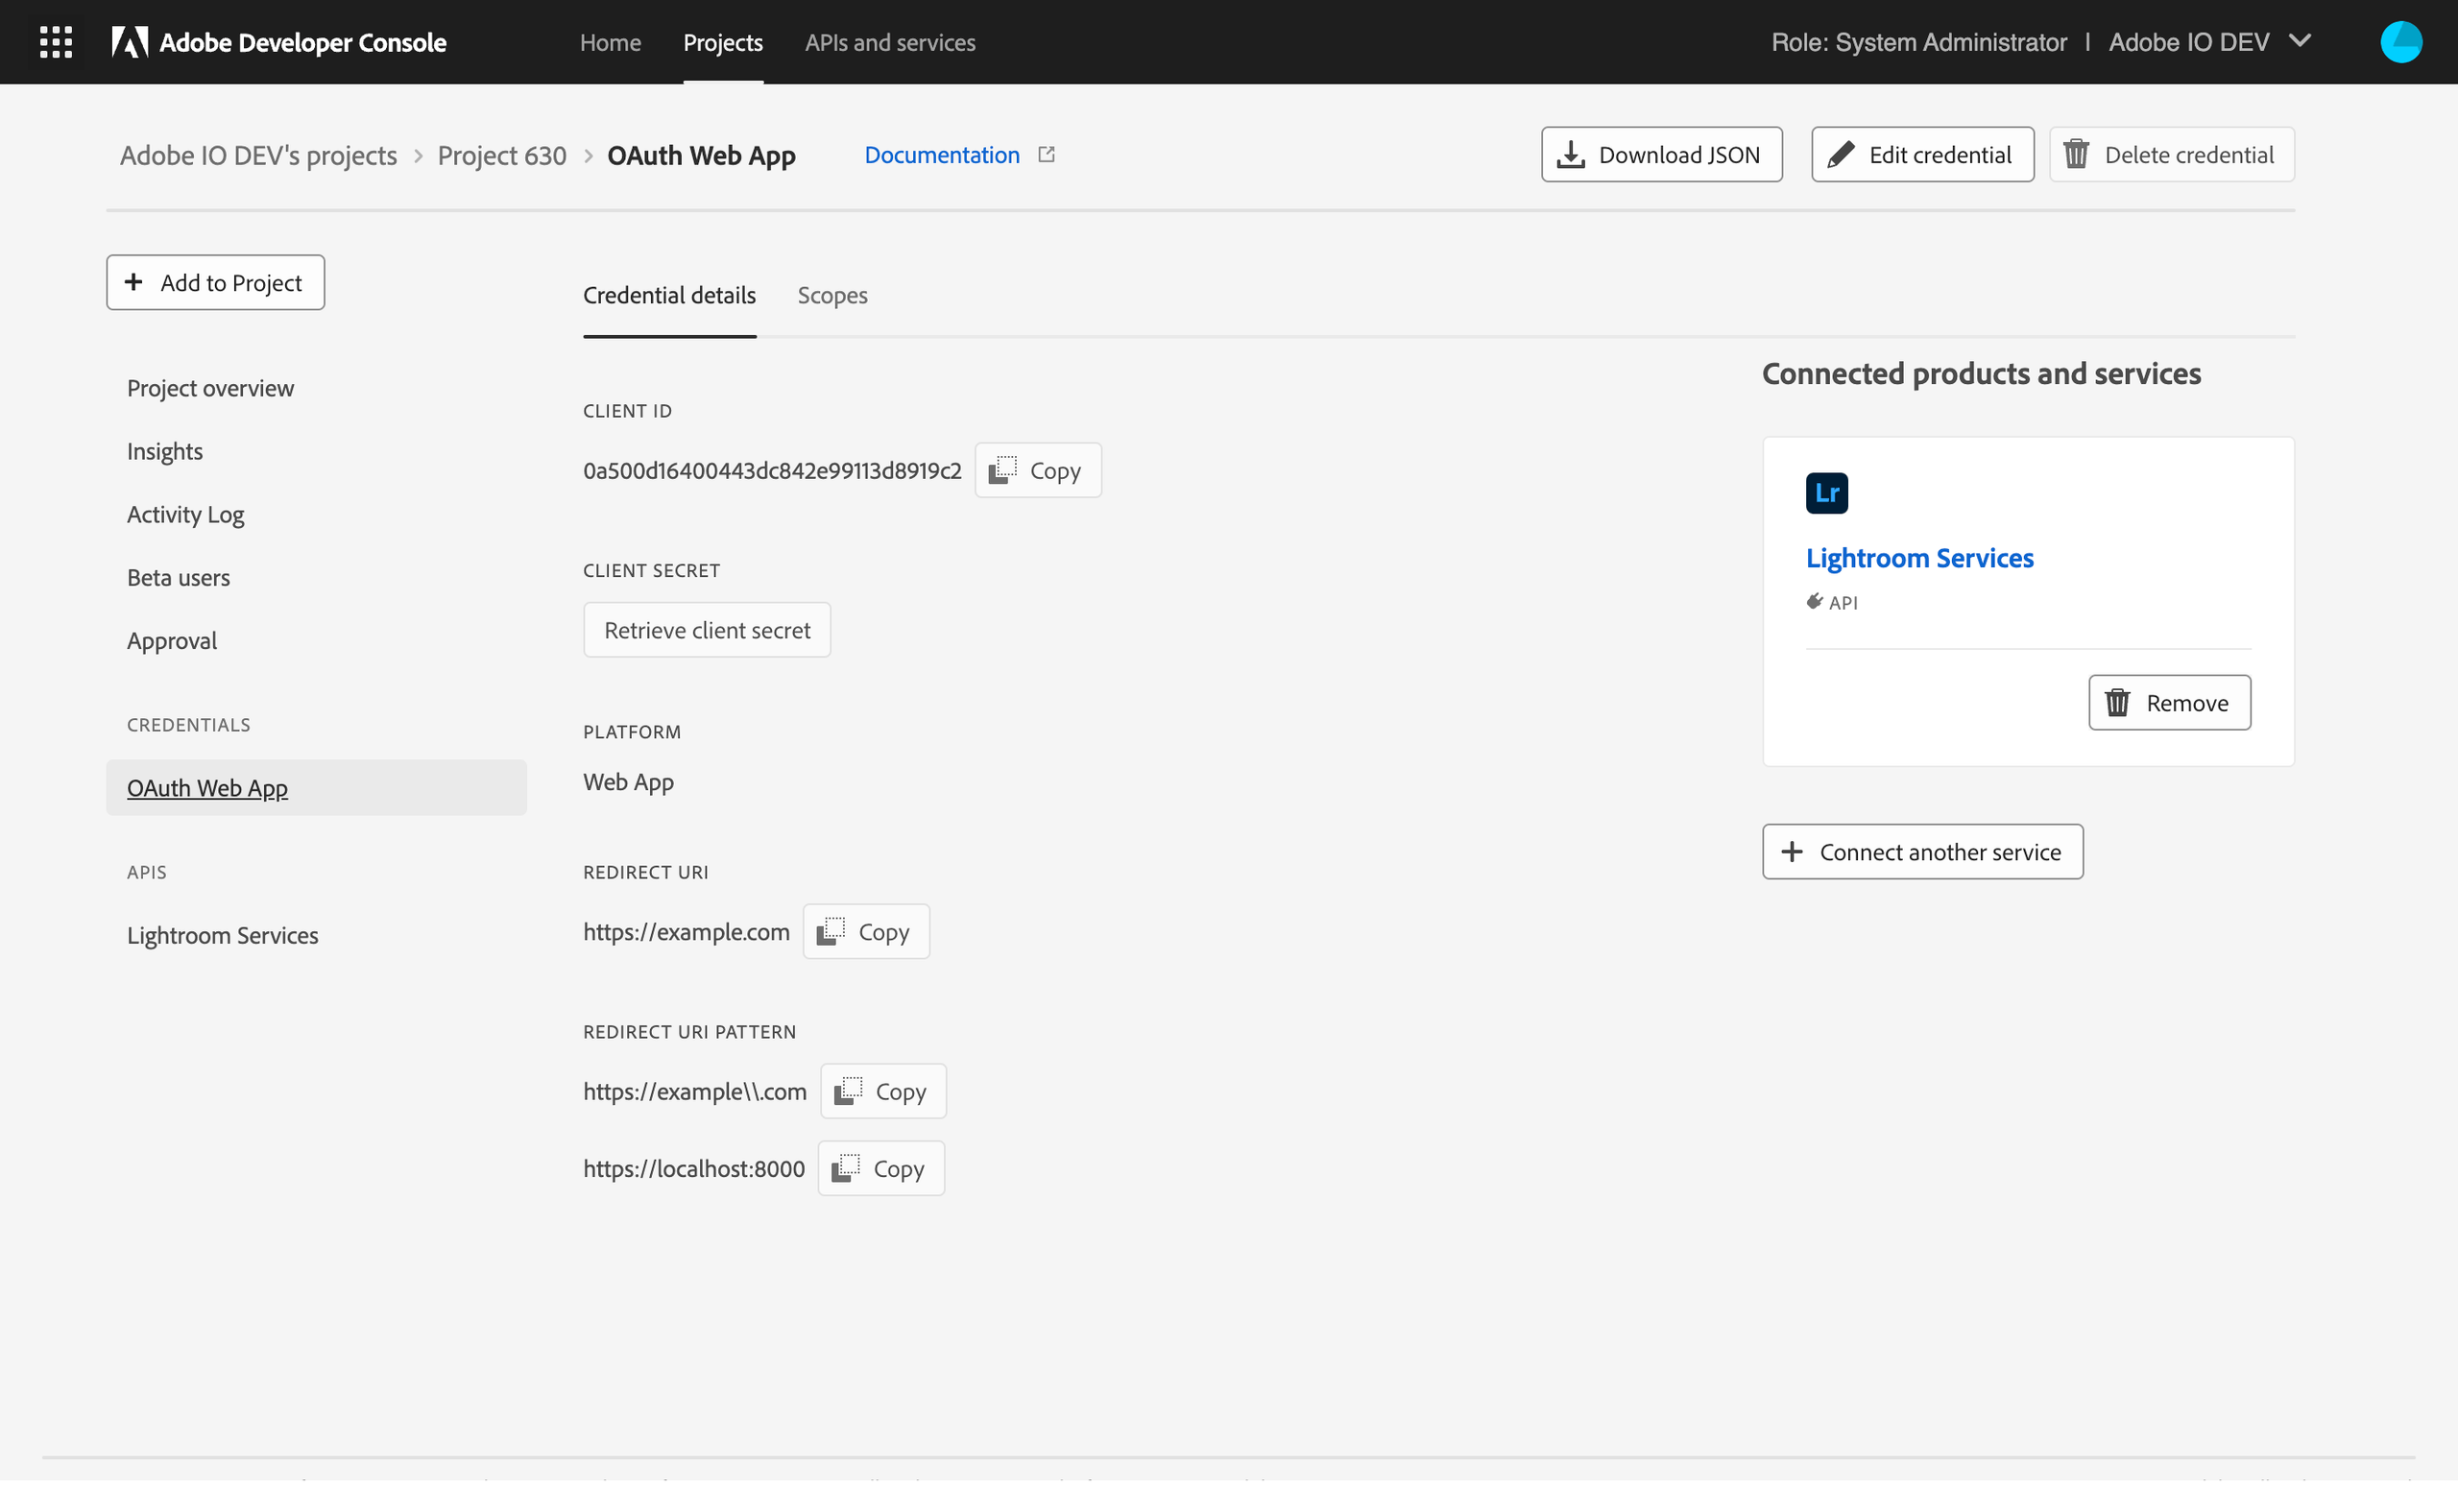 Adobe Developer Console
Home
Projects
APIs and services
Role: System Administrator | Adobe IO DEV
Adobe IO DEV's projects > Project 630 > OAuth Web App
Documentation
Download JSON
Edit credential
Delete credential
+ Add to Project
Project overview
Insights
Activity Log
Beta users
Approval
CREDENTIALS
OAuth Web App
APIS
Lightroom Services
Credential details
Scopes
CLIENT ID
0a500d16400443dc842e99113d8919c2
Copy
CLIENT SECRET
Retrieve client secret
PLATFORM
Web App
REDIRECT URI
https://example.com
Copy
REDIRECT URI PATTERN
https://example\\.com
Copy
https://localhost:8000
Copy
Connected products and services
Lr
Lightroom Services
API
Remove
+ Connect another service